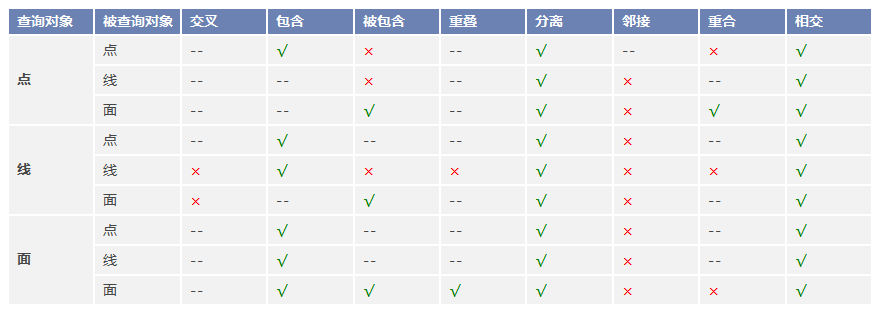 查询对象 被查询对象 交叉 包含 被包含 重叠 分离 邻接 重合 相交
点 点 -- √ × -- √ -- × √
线 -- -- × -- √ × -- √
面 -- -- √ -- √ × √ √
线 点 -- √ -- -- √ × -- √
线 × √ × × √ × × √
面 × -- √ -- √ × -- √
面 点 -- √ -- -- √ × -- √
线 -- √ -- -- √ × -- √
面 -- √ √ √ √ × × √